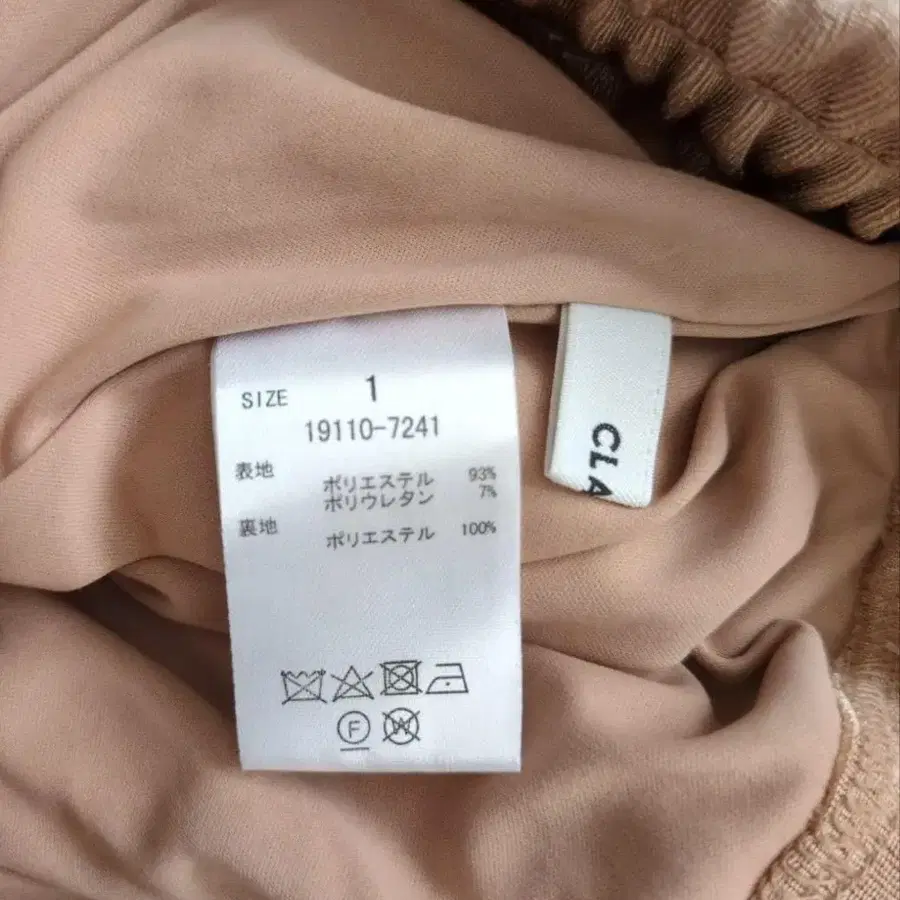 SIZE 1
19110-7241
表地 ポリエステル 93%
ポリウレタン 7%
裏地 ポリエステル 100%
F W
CLA